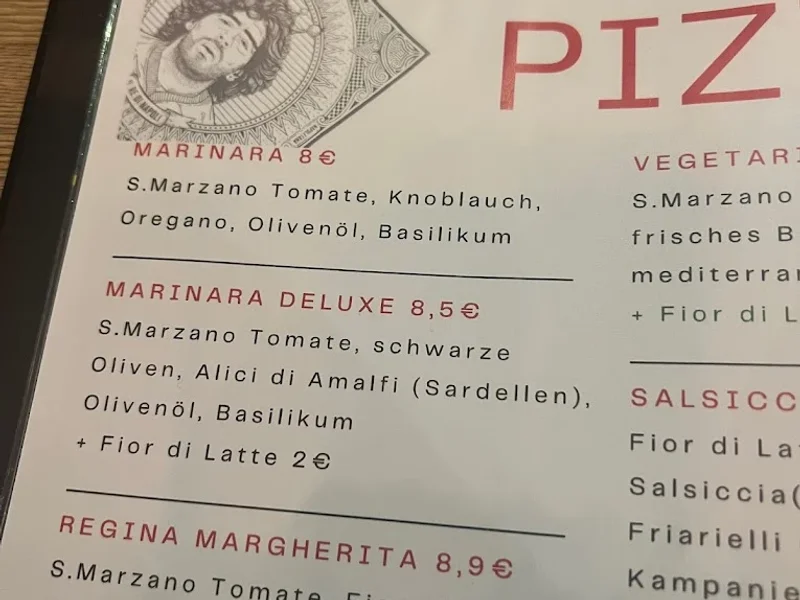 PIZ
MARINARA 8€
S.Marzano Tomate, Knoblauch,
Oregano, Olivenöl, Basilikum
MARINARA DELUXE 8,5€
S.Marzano Tomate, schwarze
Oliven, Alici di Amalfi (Sardellen),
Olivenöl, Basilikum
+ Fior di Latte 2€
REGINA MARGHERITA 8,9€
S.Marzano Tomate,
VEGETARI
S.Marzano
frisches B
mediterran
+ Fior di L
SALSICC
Fior di La
Salsiccia(
Friarielli
Kampanie